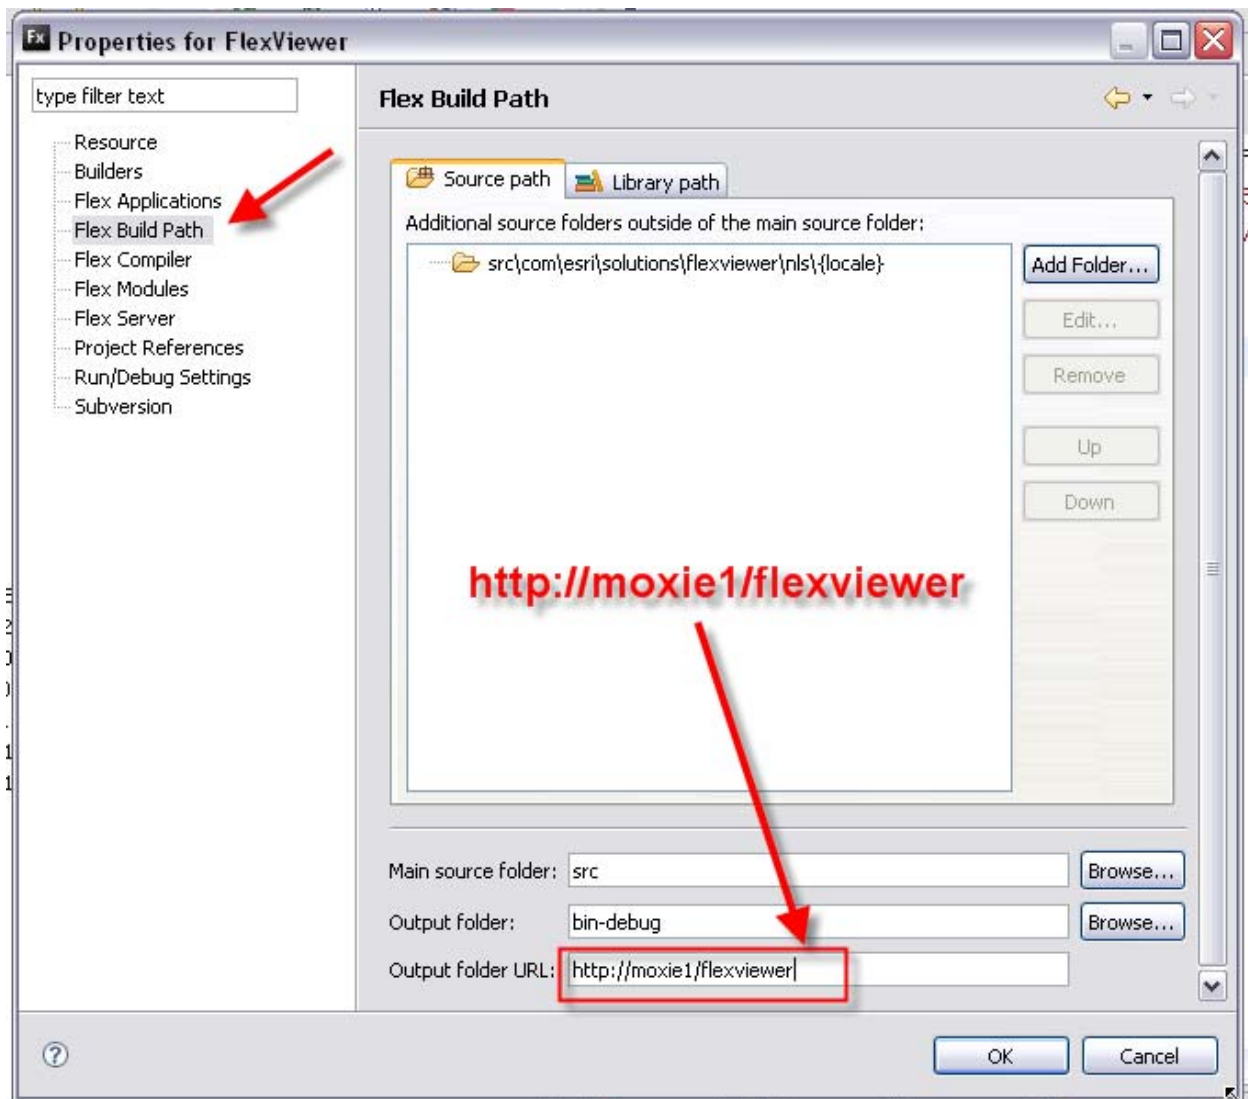 Fx Properties for FlexViewer
type filter text
Resource
Builders
Flex Applications
Flex Build Path
Flex Compiler
Flex Modules
Flex Server
Project References
Run/Debug Settings
Subversion
Flex Build Path
Source path
Library path
Additional source folders outside of the main source folder:
src\com\esri\solutions\flexviewer\nls\{locale}
Add Folder...
Edit...
Remove
Up
Down
http://moxie1/flexviewer
Main source folder: src Browse...
Output folder: bin-debug Browse...
Output folder URL: http://moxie1/flexviewer
OK Cancel